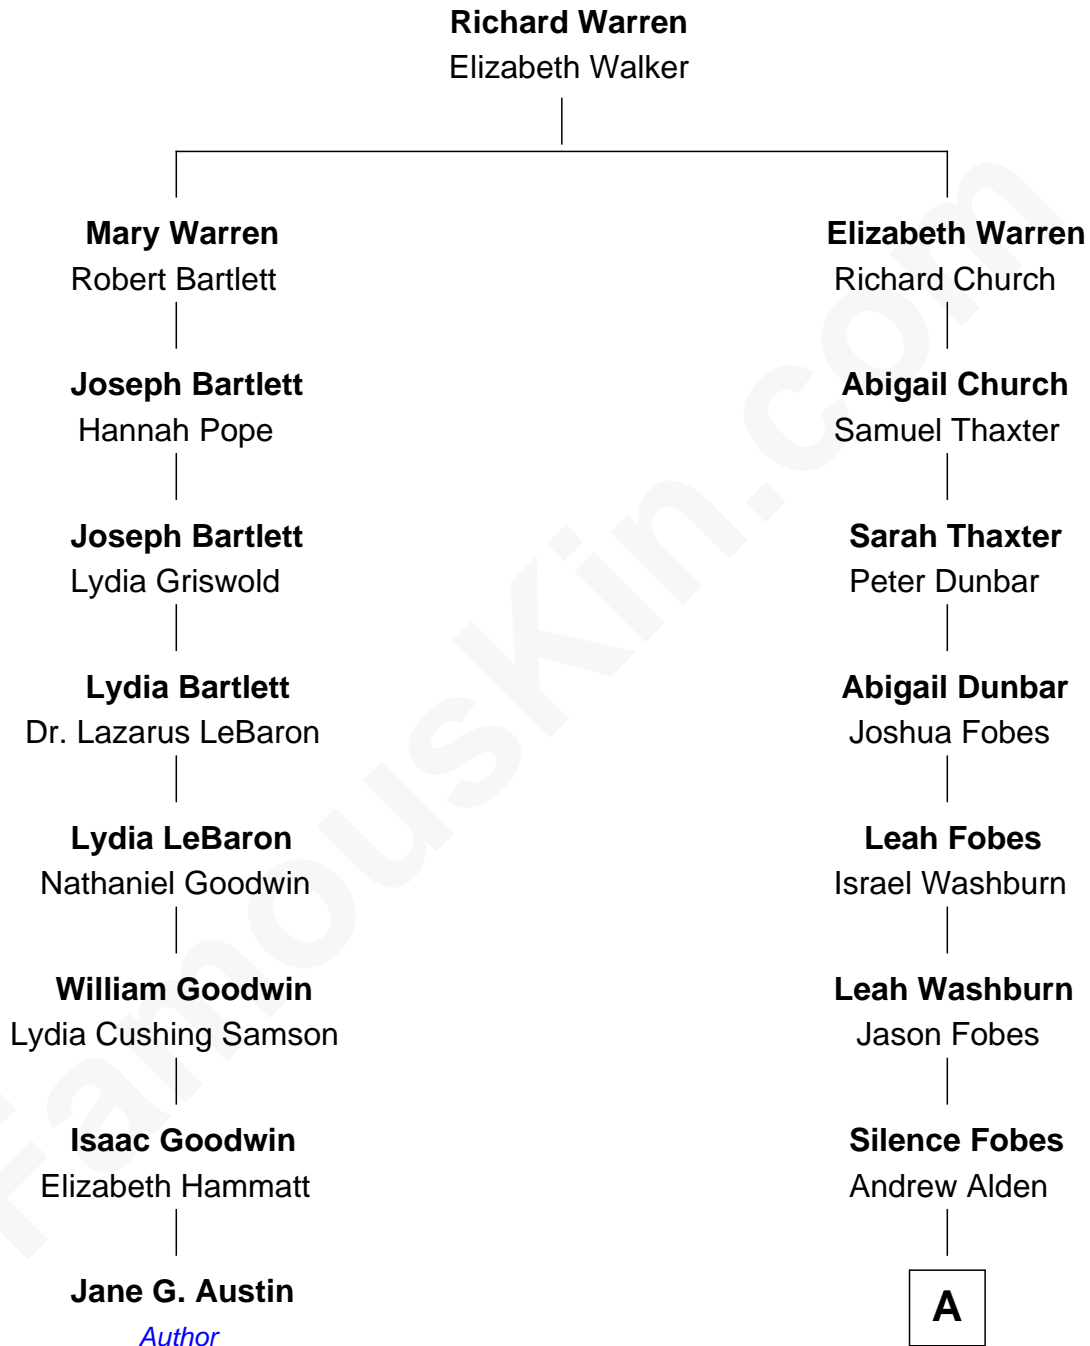 Richard Warren
Elizabeth Walker
Mary Warren
Robert Bartlett
Joseph Bartlett
Hannah Pope
Joseph Bartlett
Lydia Griswold
Lydia Bartlett
Dr. Lazarus LeBaron
Lydia LeBaron
Nathaniel Goodwin
William Goodwin
Lydia Cushing Samson
Isaac Goodwin
Elizabeth Hammatt
Jane G. Austin
Author
Elizabeth Warren
Richard Church
Abigail Church
Samuel Thaxter
Sarah Thaxter
Peter Dunbar
Abigail Dunbar
Joshua Fobes
Leah Fobes
Israel Washburn
Leah Washburn
Jason Fobes
Silence Fobes
Andrew Alden
A
FamousKin.com